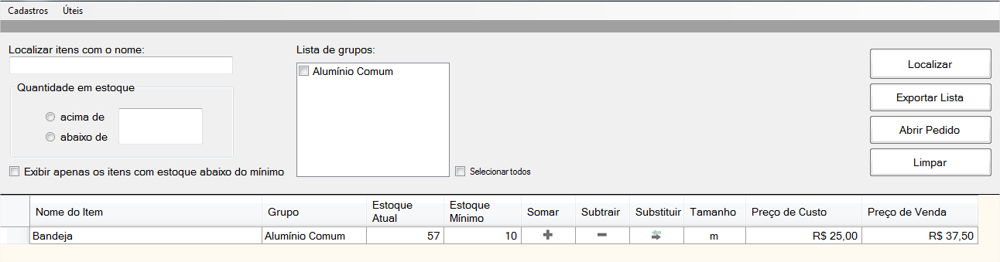 Cadastros Úteis
Localizar itens com o nome:
Lista de grupos:
Alumínio Comum
Quantidade em estoque
acima de
abaixo de
Exibir apenas os itens com estoque abaixo do mínimo
Selecionar todos
Localizar
Exportar Lista
Abrir Pedido
Limpar
Nome do Item Grupo Estoque Atual Estoque Mínimo Somar Subtrair Substituir Tamanho Preço de Custo Preço de Venda
Bandeja Alumínio Comum 57 10 m R$ 25,00 R$ 37,50